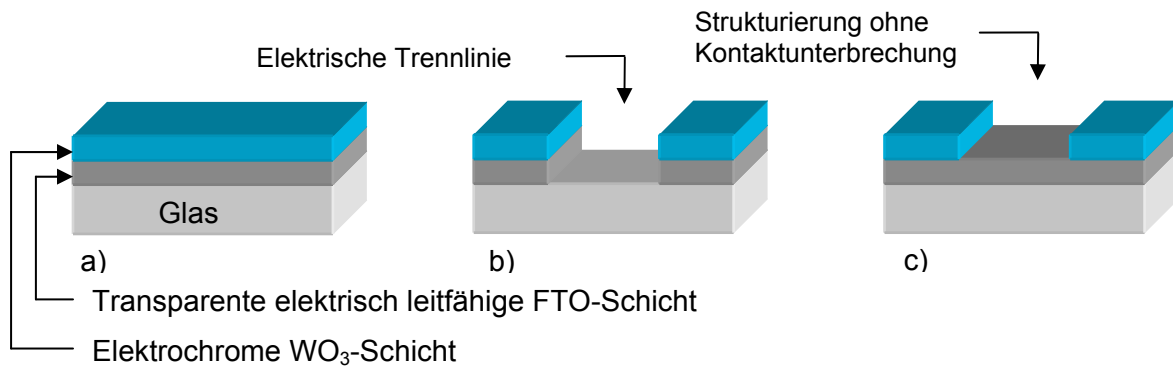 Strukturierung ohne
Kontaktunterbrechung
Elektrische Trennlinie
Glas
a)
b)
c)
Transparente elektrisch leitfähige FTO-Schicht
Elektrochrome WO₃-Schicht